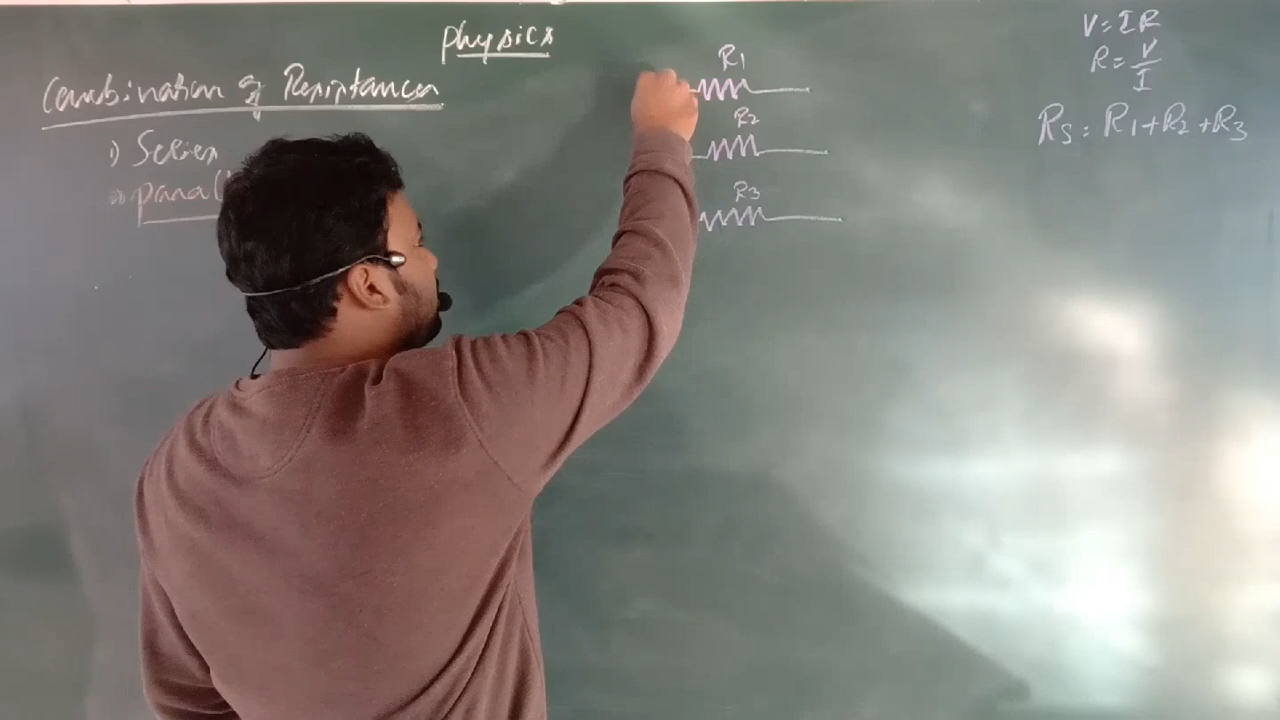 Physics
Combination of Resistances
1) Series
R1
R2
R3
V = IR
R = V/I
RS = R1 + R2 + R3